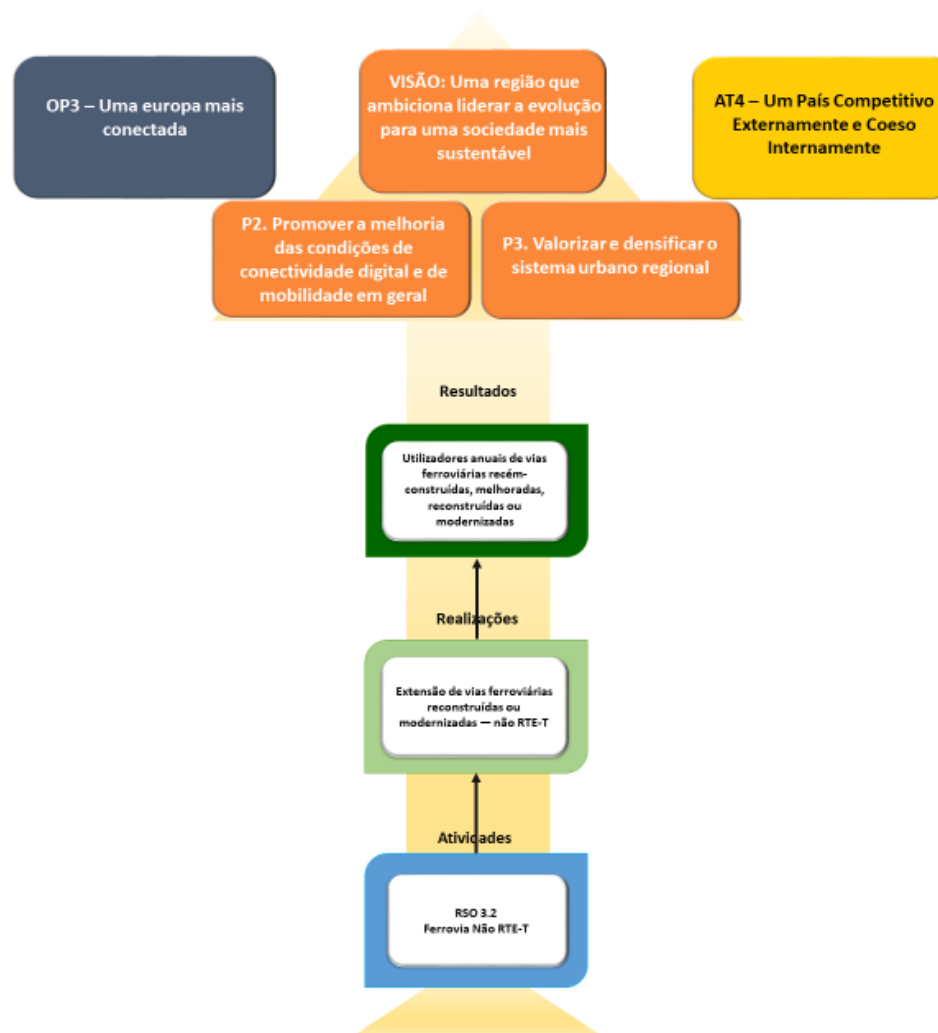 OP3 – Uma europa mais
conectada
VISÃO: Uma região que
ambiciona liderar a evolução
para uma sociedade mais
sustentável
AT4 – Um País Competitivo
Externamente e Coeso
Internamente
P2. Promover a melhoria
das condições de
conectividade digital e de
mobilidade em geral
P3. Valorizar e densificar o
sistema urbano regional
Resultados
Utilizadores anuais de vias
ferroviárias recém-
construídas, melhoradas,
reconstruídas ou
modernizadas
Realizações
Extensão de vias ferroviárias
reconstruídas ou
modernizadas — não RTE-T
Atividades
RSO 3.2
Ferrovia Não RTE-T